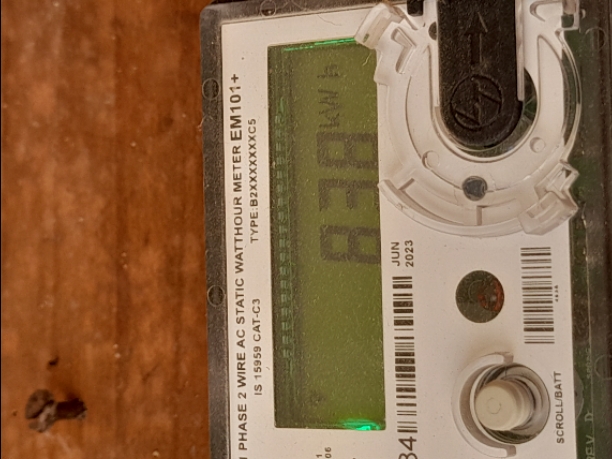 PHASE 2 WIRE AC STATIC WATTHOUR METER EM101+
IS 15959 CAT-C3 TYPE:B2XXXXXXXC5
838 kWh
JUN
2023
SCROLL/BATT